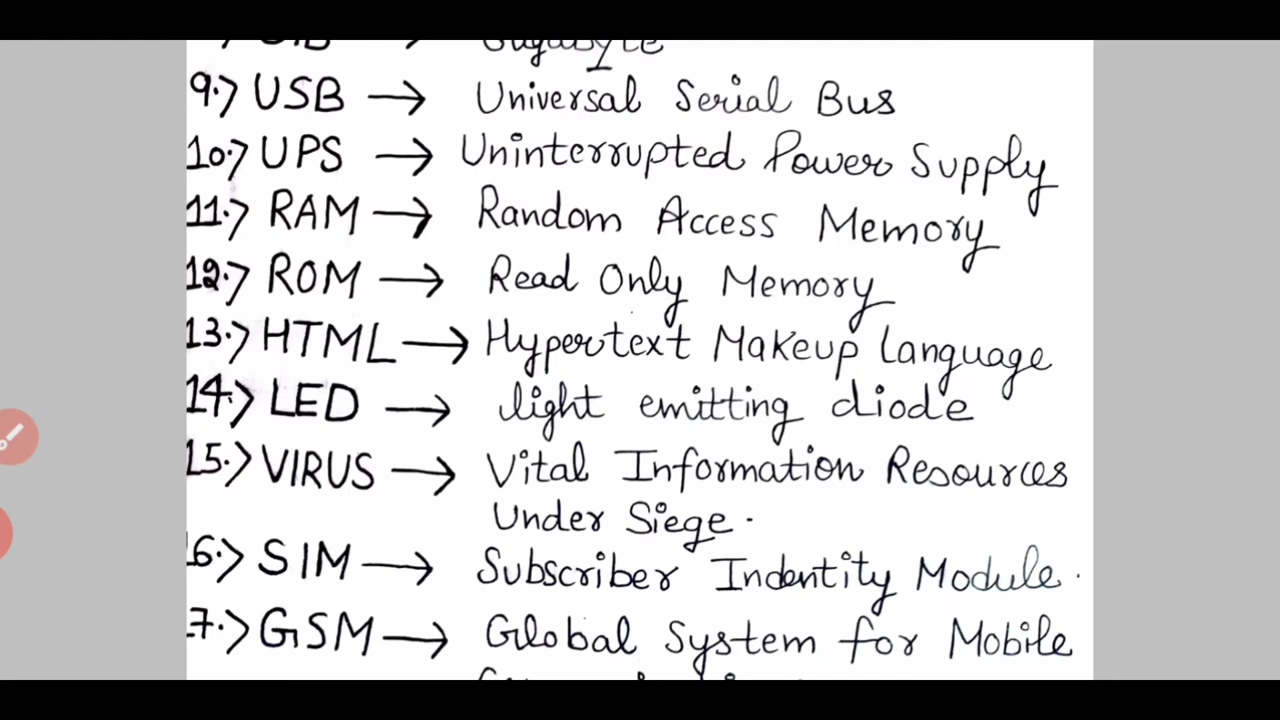 9.> USB → Universal Serial Bus
10.> UPS → Uninterrupted Power Supply
11.> RAM → Random Access Memory
12.> ROM → Read Only Memory
13.> HTML → Hypertext Makeup Language
14.> LED → light emitting diode
15.> VIRUS → Vital Information Resources
Under Siege.
6.> SIM → Subscriber Indentity Module.
7.> GSM → Global System for Mobile